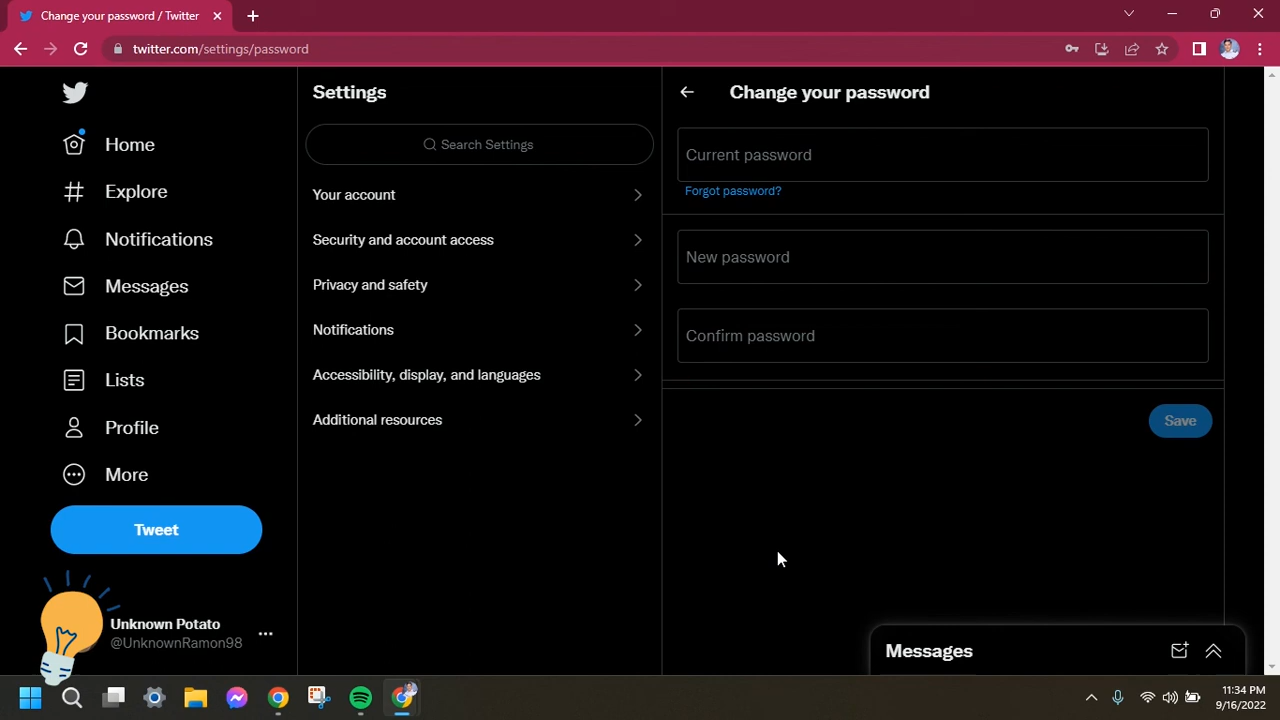 Change your password / Twitter
twitter.com/settings/password
Home
Explore
Notifications
Messages
Bookmarks
Lists
Profile
More
Tweet
Unknown Potato
@UnknownRamon98
Settings
Search Settings
Your account
Security and account access
Privacy and safety
Notifications
Accessibility, display, and languages
Additional resources
Change your password
Current password
Forgot password?
New password
Confirm password
Save
Messages
11:34 PM
9/16/2022